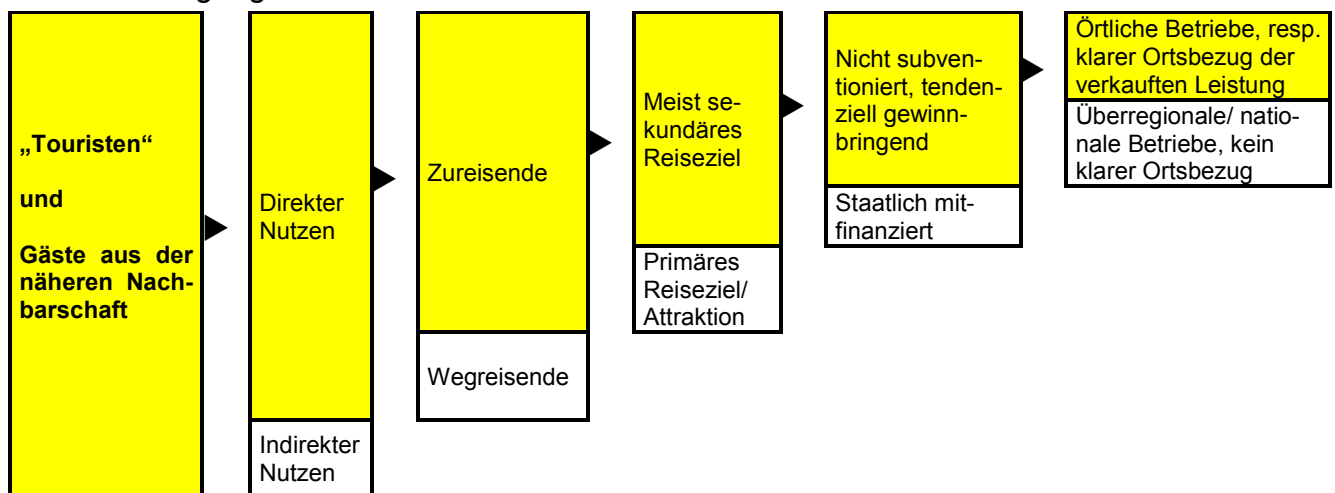 „Touristen“
und
Gäste aus der
näheren Nach-
barschaft
Direkter
Nutzen
Indirekter
Nutzen
Zureisende
Wegreisende
Meist se-
kundäres
Reiseziel
Primäres
Reiseziel/
Attraktion
Nicht subven-
tioniert, tenden-
ziell gewinn-
bringend
Staatlich mit-
finanziert
Örtliche Betriebe, resp.
klarer Ortsbezug der
verkauften Leistung
Überregionale/ natio-
nale Betriebe, kein
klarer Ortsbezug